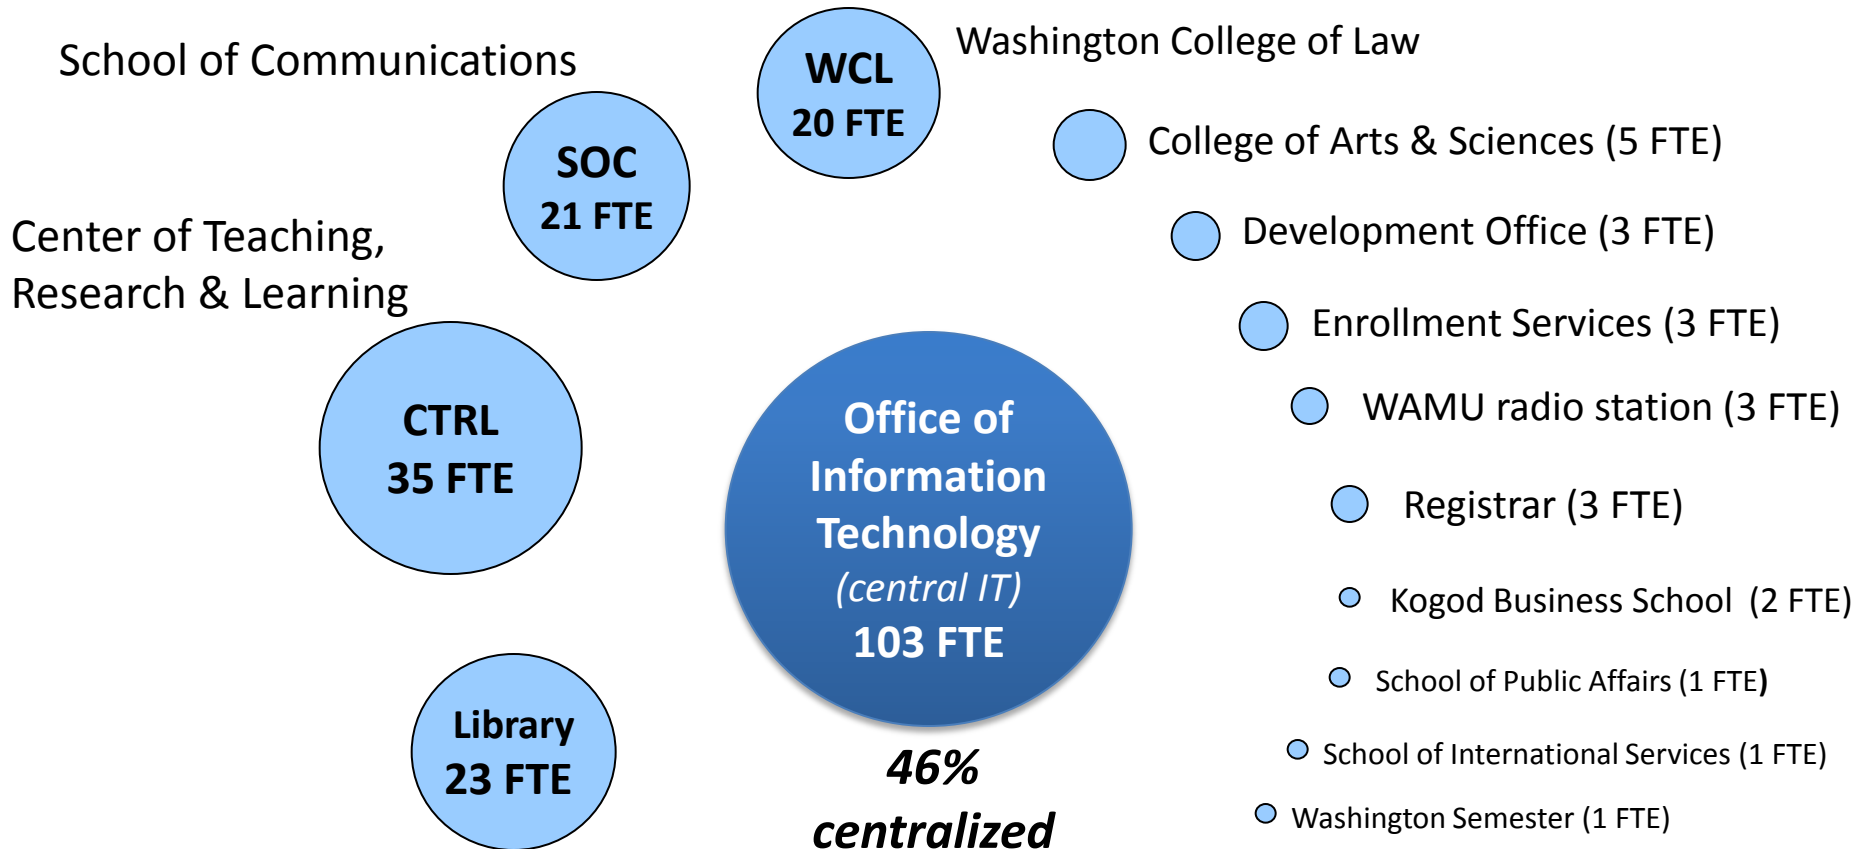 School of Communications
WCL
20 FTE
Washington College of Law
SOC
21 FTE
College of Arts & Sciences (5 FTE)
Center of Teaching,
Research & Learning
Development Office (3 FTE)
Enrollment Services (3 FTE)
CTRL
35 FTE
Office of
Information
Technology
(central IT)
103 FTE
WAMU radio station (3 FTE)
Registrar (3 FTE)
Kogod Business School  (2 FTE)
School of Public Affairs (1 FTE)
Library
23 FTE
46%
centralized
School of International Services (1 FTE)
Washington Semester (1 FTE)